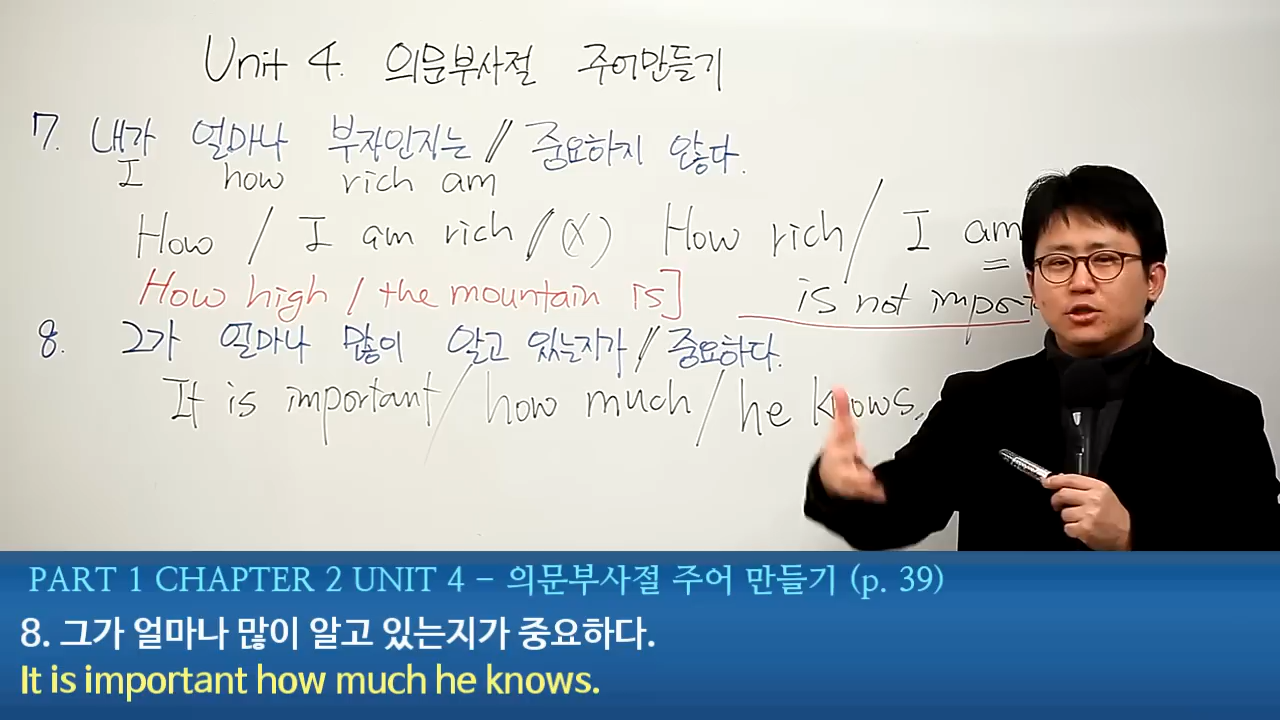 Unit 4. 의문부사절 주어만들기
7. 내가 얼마나 부자인지는 // 중요하지 않다.
I how rich am
How / I am rich // (X) How rich / I am
How high / the mountain is] is not impor
8. 그가 얼마나 많이 알고 있는지가 // 중요하다.
It is important / how much / he knows.
PART 1 CHAPTER 2 UNIT 4 - 의문부사절 주어 만들기 (p. 39)
8. 그가 얼마나 많이 알고 있는지가 중요하다.
It is important how much he knows.